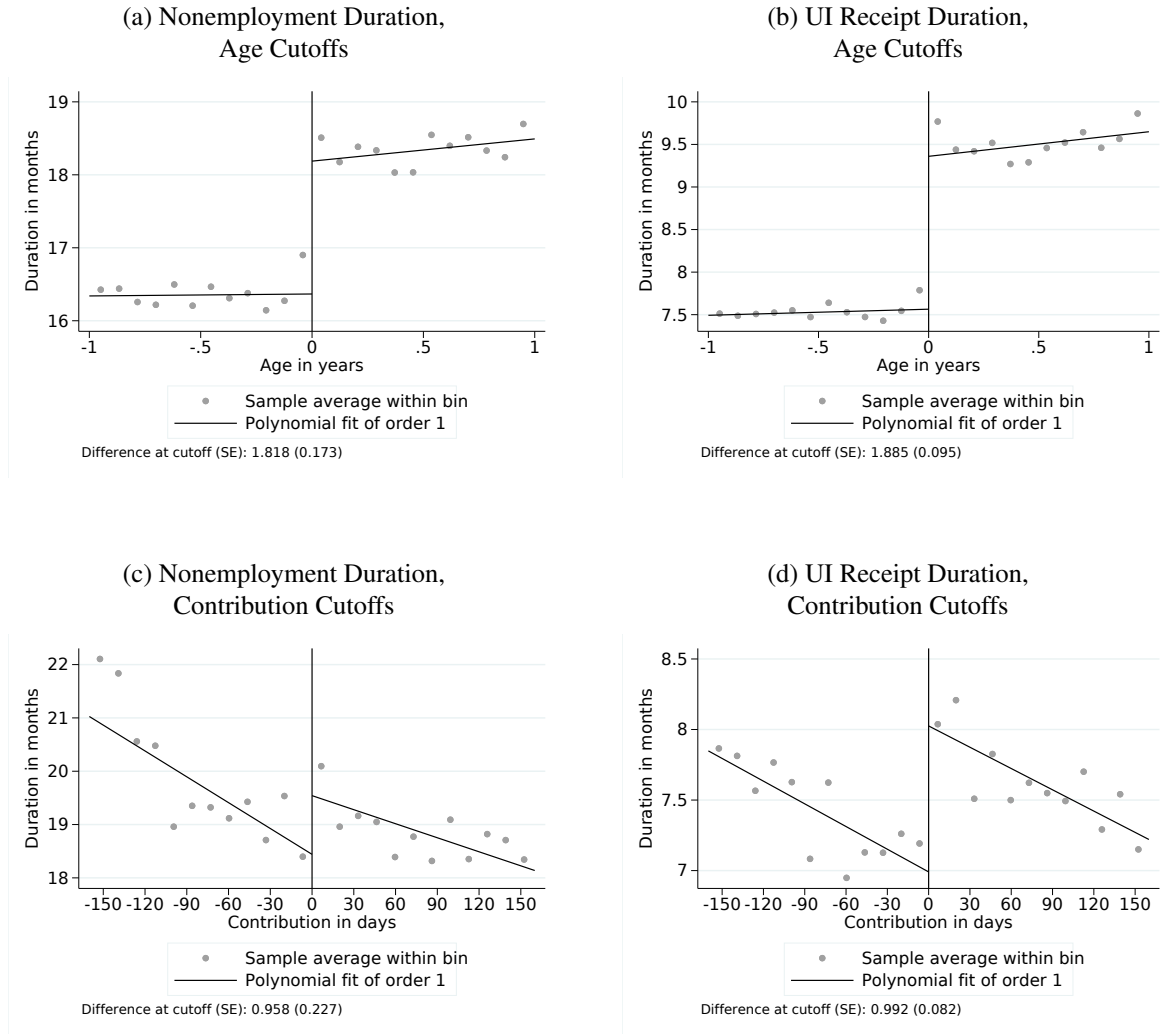 (a) Nonemployment Duration,
Age Cutoffs
Duration in months
19
18
17
16
-1
-.5
0
.5
1
Age in years
Sample average within bin
Polynomial fit of order 1
Difference at cutoff (SE): 1.818 (0.173)
(b) UI Receipt Duration,
Age Cutoffs
Duration in months
10
9.5
9
8.5
8
7.5
-1
-.5
0
.5
1
Age in years
Sample average within bin
Polynomial fit of order 1
Difference at cutoff (SE): 1.885 (0.095)
(c) Nonemployment Duration,
Contribution Cutoffs
Duration in months
22
21
20
19
18
-150 -120 -90 -60 -30 0 30 60 90 120 150
Contribution in days
Sample average within bin
Polynomial fit of order 1
Difference at cutoff (SE): 0.958 (0.227)
(d) UI Receipt Duration,
Contribution Cutoffs
Duration in months
8.5
8
7.5
7
-150 -120 -90 -60 -30 0 30 60 90 120 150
Contribution in days
Sample average within bin
Polynomial fit of order 1
Difference at cutoff (SE): 0.992 (0.082)